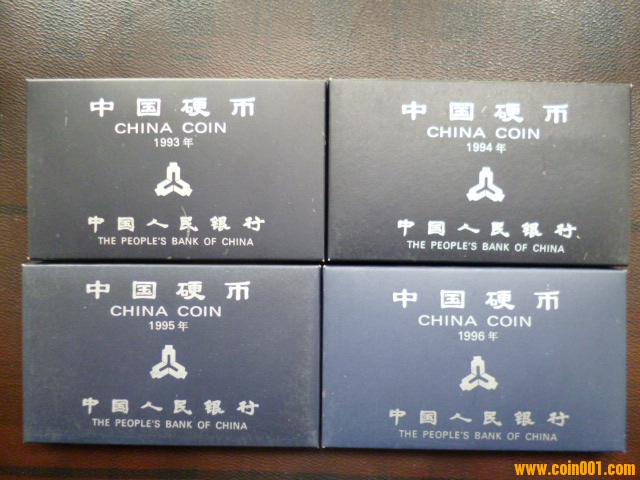 中国硬币
CHINA COIN
1993年
中国人民银行
THE PEOPLE'S BANK OF CHINA
中国硬币
CHINA COIN
1994年
中国人民银行
THE PEOPLE'S BANK OF CHINA
中国硬币
CHINA COIN
1995年
中国人民银行
THE PEOPLE'S BANK OF CHINA
中国硬币
CHINA COIN
1996年
中国人民银行
THE PEOPLE'S BANK OF CHINA
www.coin001.com